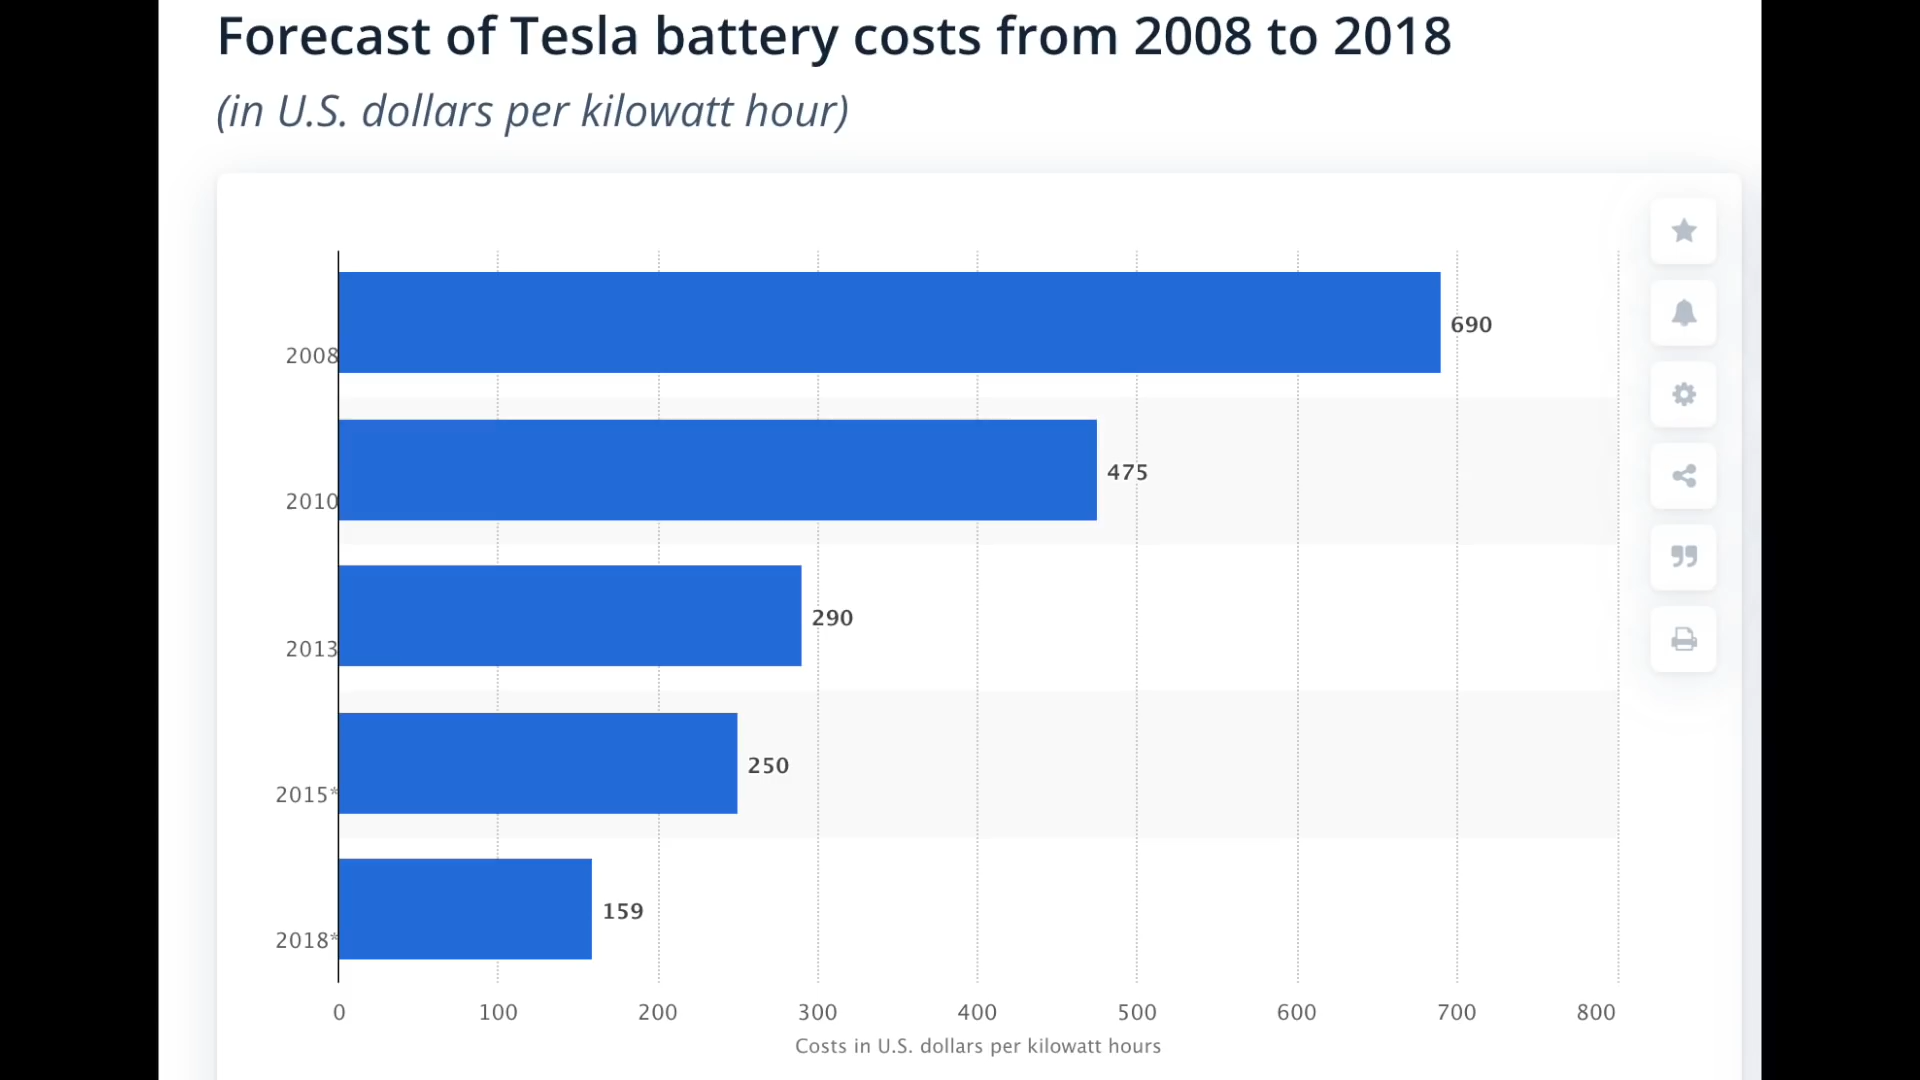 Forecast of Tesla battery costs from 2008 to 2018
(in U.S. dollars per kilowatt hour)
2008
690
2010
475
2013
290
2015*
250
2018*
159
0 100 200 300 400 500 600 700 800
Costs in U.S. dollars per kilowatt hours